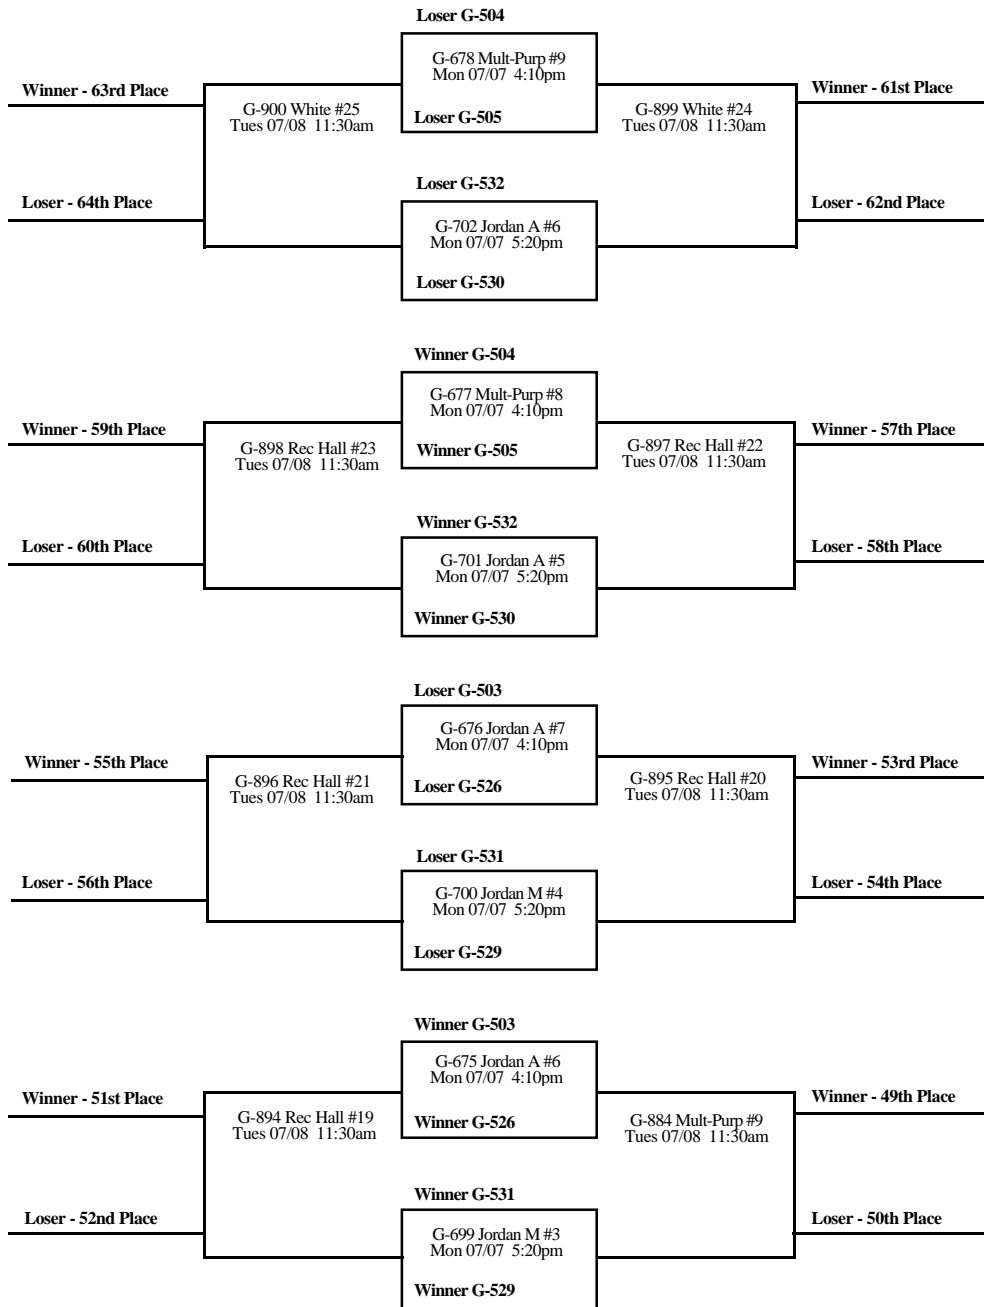 Loser G-504
G-678 Mult-Purp #9
Mon 07/07  4:10pm
Winner - 63rd Place
Winner - 61st Place
G-900 White #25
Tues 07/08  11:30am
Loser G-505
G-899 White #24
Tues 07/08  11:30am
Loser G-532
Loser - 64th Place
Loser - 62nd Place
G-702 Jordan A #6
Mon 07/07  5:20pm
Loser G-530
Winner G-504
G-677 Mult-Purp #8
Mon 07/07  4:10pm
Winner - 59th Place
Winner - 57th Place
G-898 Rec Hall #23
Tues 07/08  11:30am
Winner G-505
G-897 Rec Hall #22
Tues 07/08  11:30am
Winner G-532
Loser - 60th Place
Loser - 58th Place
G-701 Jordan A #5
Mon 07/07  5:20pm
Winner G-530
Loser G-503
G-676 Jordan A #7
Mon 07/07  4:10pm
Winner - 55th Place
Winner - 53rd Place
G-896 Rec Hall #21
Tues 07/08  11:30am
Loser G-526
G-895 Rec Hall #20
Tues 07/08  11:30am
Loser G-531
Loser - 56th Place
Loser - 54th Place
G-700 Jordan M #4
Mon 07/07  5:20pm
Loser G-529
Winner G-503
G-675 Jordan A #6
Mon 07/07  4:10pm
Winner - 51st Place
Winner - 49th Place
G-894 Rec Hall #19
Tues 07/08  11:30am
Winner G-526
G-884 Mult-Purp #9
Tues 07/08  11:30am
Winner G-531
Loser - 52nd Place
Loser - 50th Place
G-699 Jordan M #3
Mon 07/07  5:20pm
Winner G-529